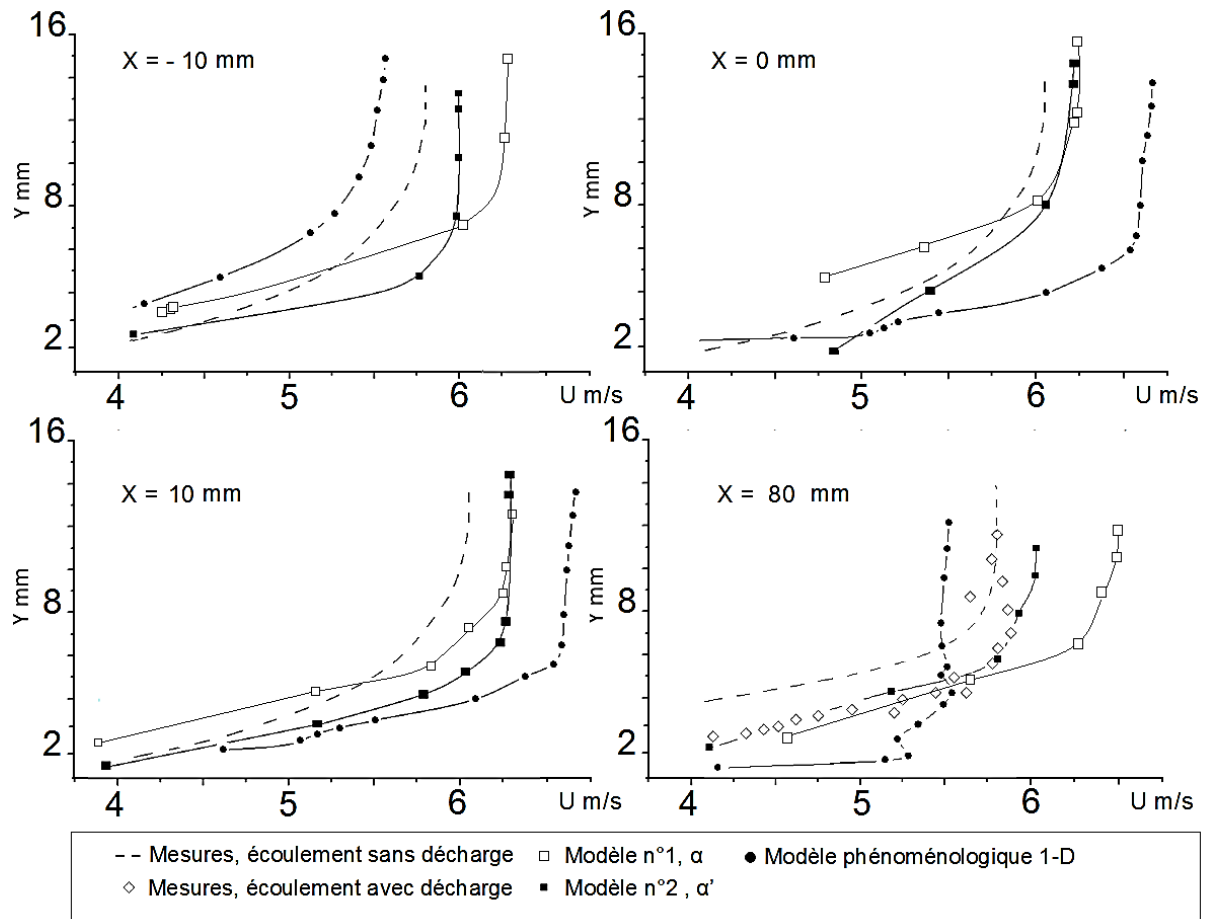 16
X = - 10 mm
Y mm
8
2
4
5
6
U m/s
16
X = 0 mm
Y mm
8
2
4
5
6
U m/s
16
X = 10 mm
Y mm
8
2
4
5
6
U m/s
16
X = 80 mm
Y mm
8
2
4
5
6
U m/s
Mesures, écoulement sans décharge
Modèle n°1, α
Modèle phénoménologique 1-D
Mesures, écoulement avec décharge
Modèle n°2 , α’